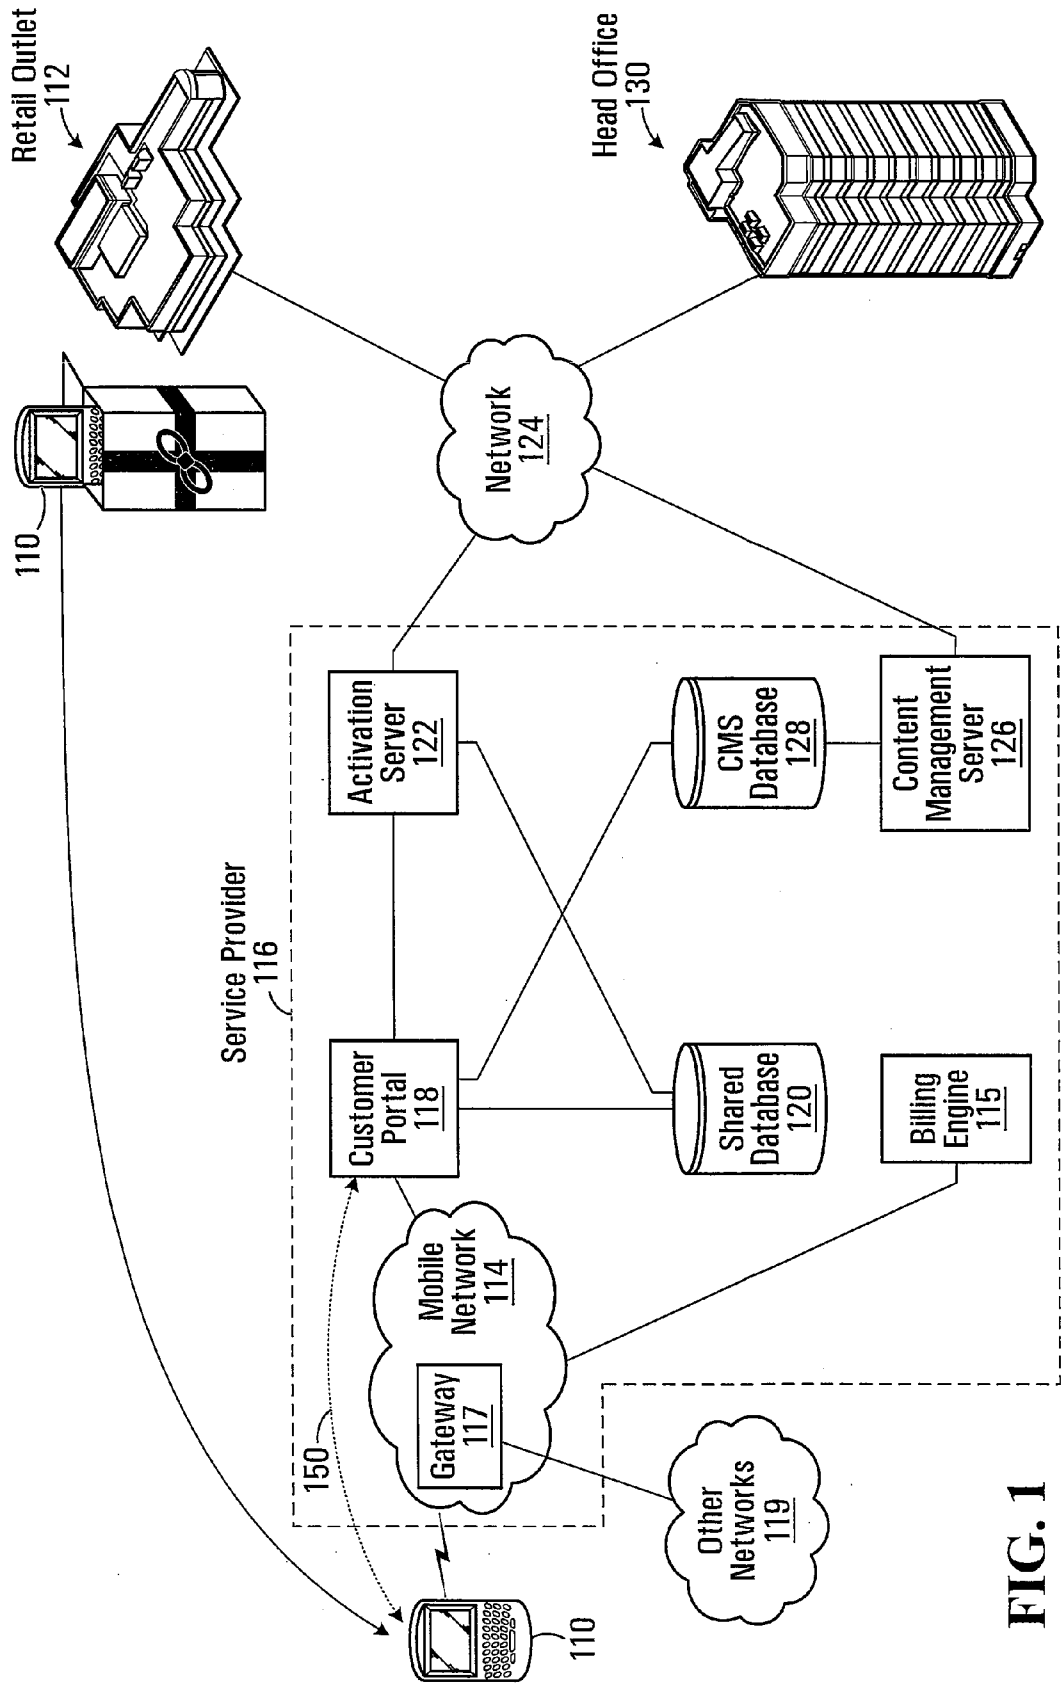 110
Retail Outlet
112
Service Provider
116
150
Customer
Portal
118
Activation
Server
122
Mobile
Network
114
Gateway
117
110
Network
124
Head Office
130
Shared
Database
120
CMS
Database
128
Other
Networks
119
Billing
Engine
115
Content
Management
Server
126
FIG. 1